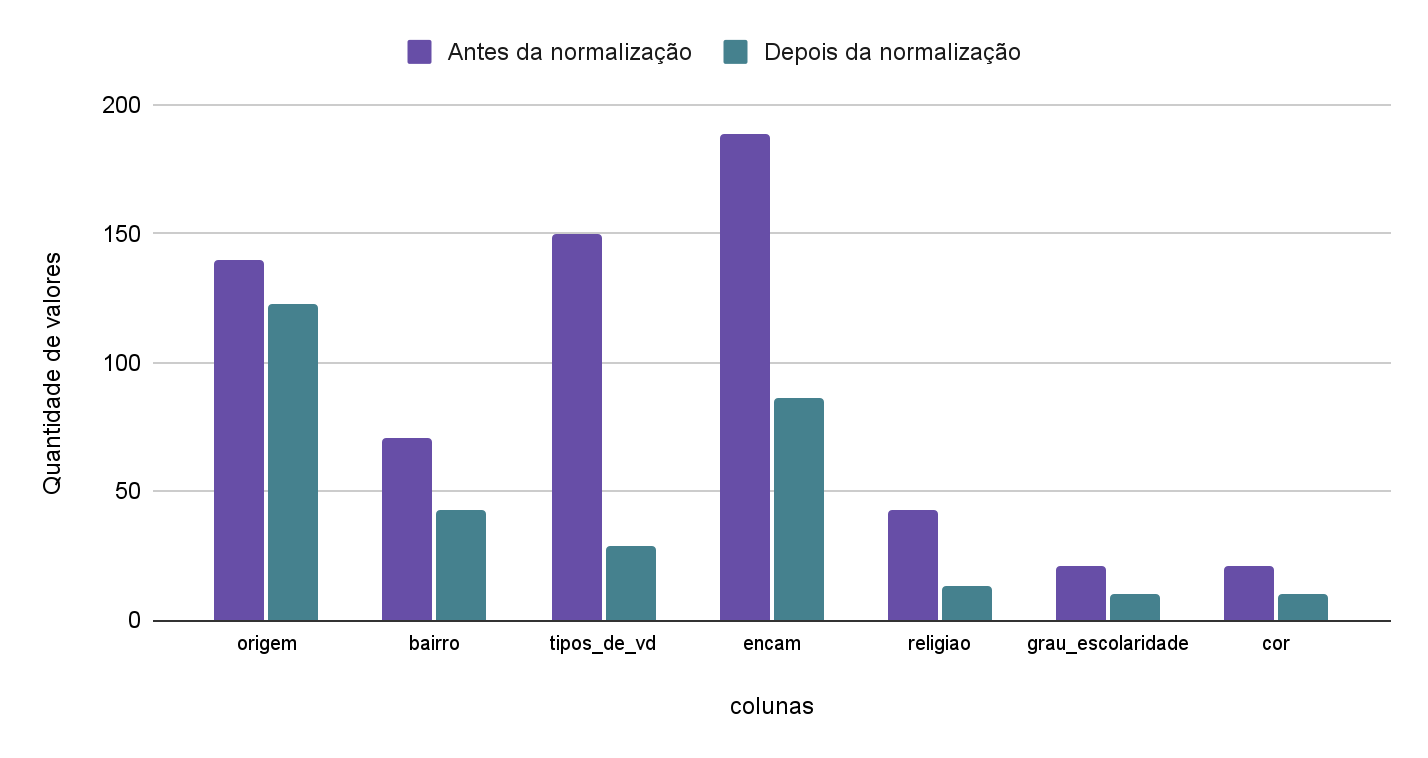 Antes da normalização Depois da normalização
200
150
100
50
0
Quantidade de valores
origem bairro tipos_de_vd encam religiao grau_escolaridade cor
colunas